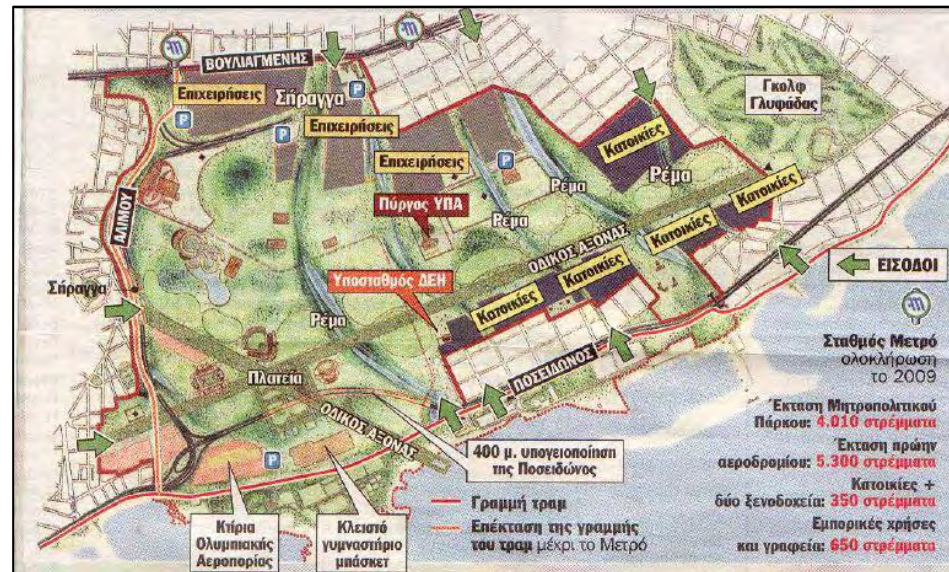 ΒΟΥΛΙΑΓΜΕΝΗΣ
Επιχειρήσεις
Σήραγγα
P
P
P
Επιχειρήσεις
Γκολφ
Γλυφάδας
Επιχειρήσεις
P
Κατοικίες
Ρέμα
Ρέμα
Κατοικίες
Πύργος ΥΠΑ
Ρέμα
Ρέμα
ΑΛΙΜΟΥ
ΟΔΙΚΟΣ ΑΞΟΝΑΣ
Κατοικίες
Κατοικίες
Κατοικίες
Υποσταθμός ΔΕΗ
Σήραγγα
Ρέμα
Πλατεία
ΟΔΙΚΟΣ ΑΞΟΝΑΣ
ΠΟΣΕΙΔΩΝΟΣ
ΕΙΣΟΔΟΙ
Σταθμός Μετρό
ολοκλήρωση
το 2009
Έκταση Μητροπολιτικού
Πάρκου: 4.010 στρέμματα
Έκταση πρώην
αεροδρομίου: 5.300 στρέμματα
Κατοικίες +
δύο ξενοδοχεία: 350 στρέμματα
Εμπορικές χρήσεις
και γραφεία: 650 στρέμματα
400 μ. υπογειοποίηση
της Ποσειδώνος
P
Γραμμή τραμ
Επέκταση της γραμμής
του τραμ μέχρι το Μετρό
Κτίρια
Ολυμπιακής
Αεροπορίας
Κλειστό
γυμναστήριο
μπάσκετ